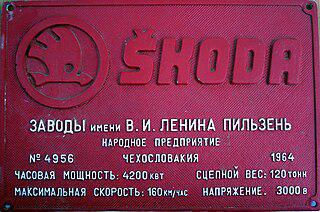 ŠKODA
ЗАВОДЫ имени В. И. ЛЕНИНА ПИЛЬЗЕНЬ
НАРОДНОЕ ПРЕДПРИЯТИЕ
№ 4956 ЧЕХОСЛОВАКИЯ 1964
ЧАСОВАЯ МОЩНОСТЬ: 4200 КВТ СЦЕПНОЙ ВЕС: 120 ТОНН
МАКСИМАЛЬНАЯ СКОРОСТЬ: 160 КМ/ЧАС НАПРЯЖЕНИЕ. 3000 В